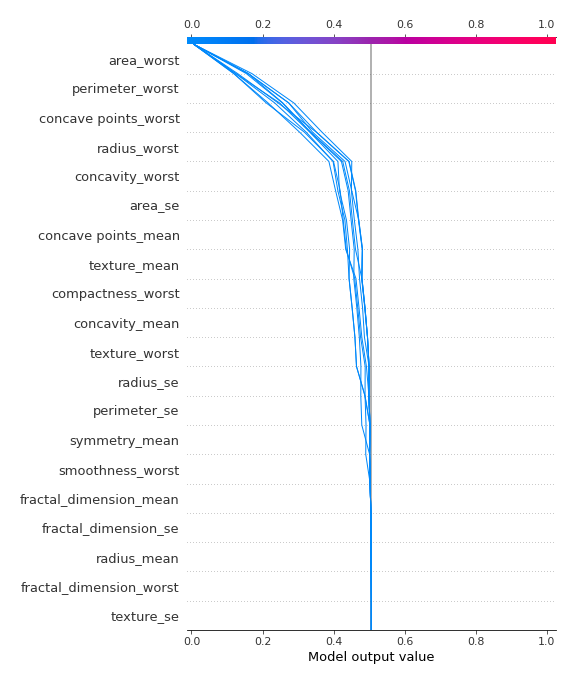 0.0 0.2 0.4 0.6 0.8 1.0
area_worst
perimeter_worst
concave points_worst
radius_worst
concavity_worst
area_se
concave points_mean
texture_mean
compactness_worst
concavity_mean
texture_worst
radius_se
perimeter_se
symmetry_mean
smoothness_worst
fractal_dimension_mean
fractal_dimension_se
radius_mean
fractal_dimension_worst
texture_se
0.0 0.2 0.4 0.6 0.8 1.0
Model output value